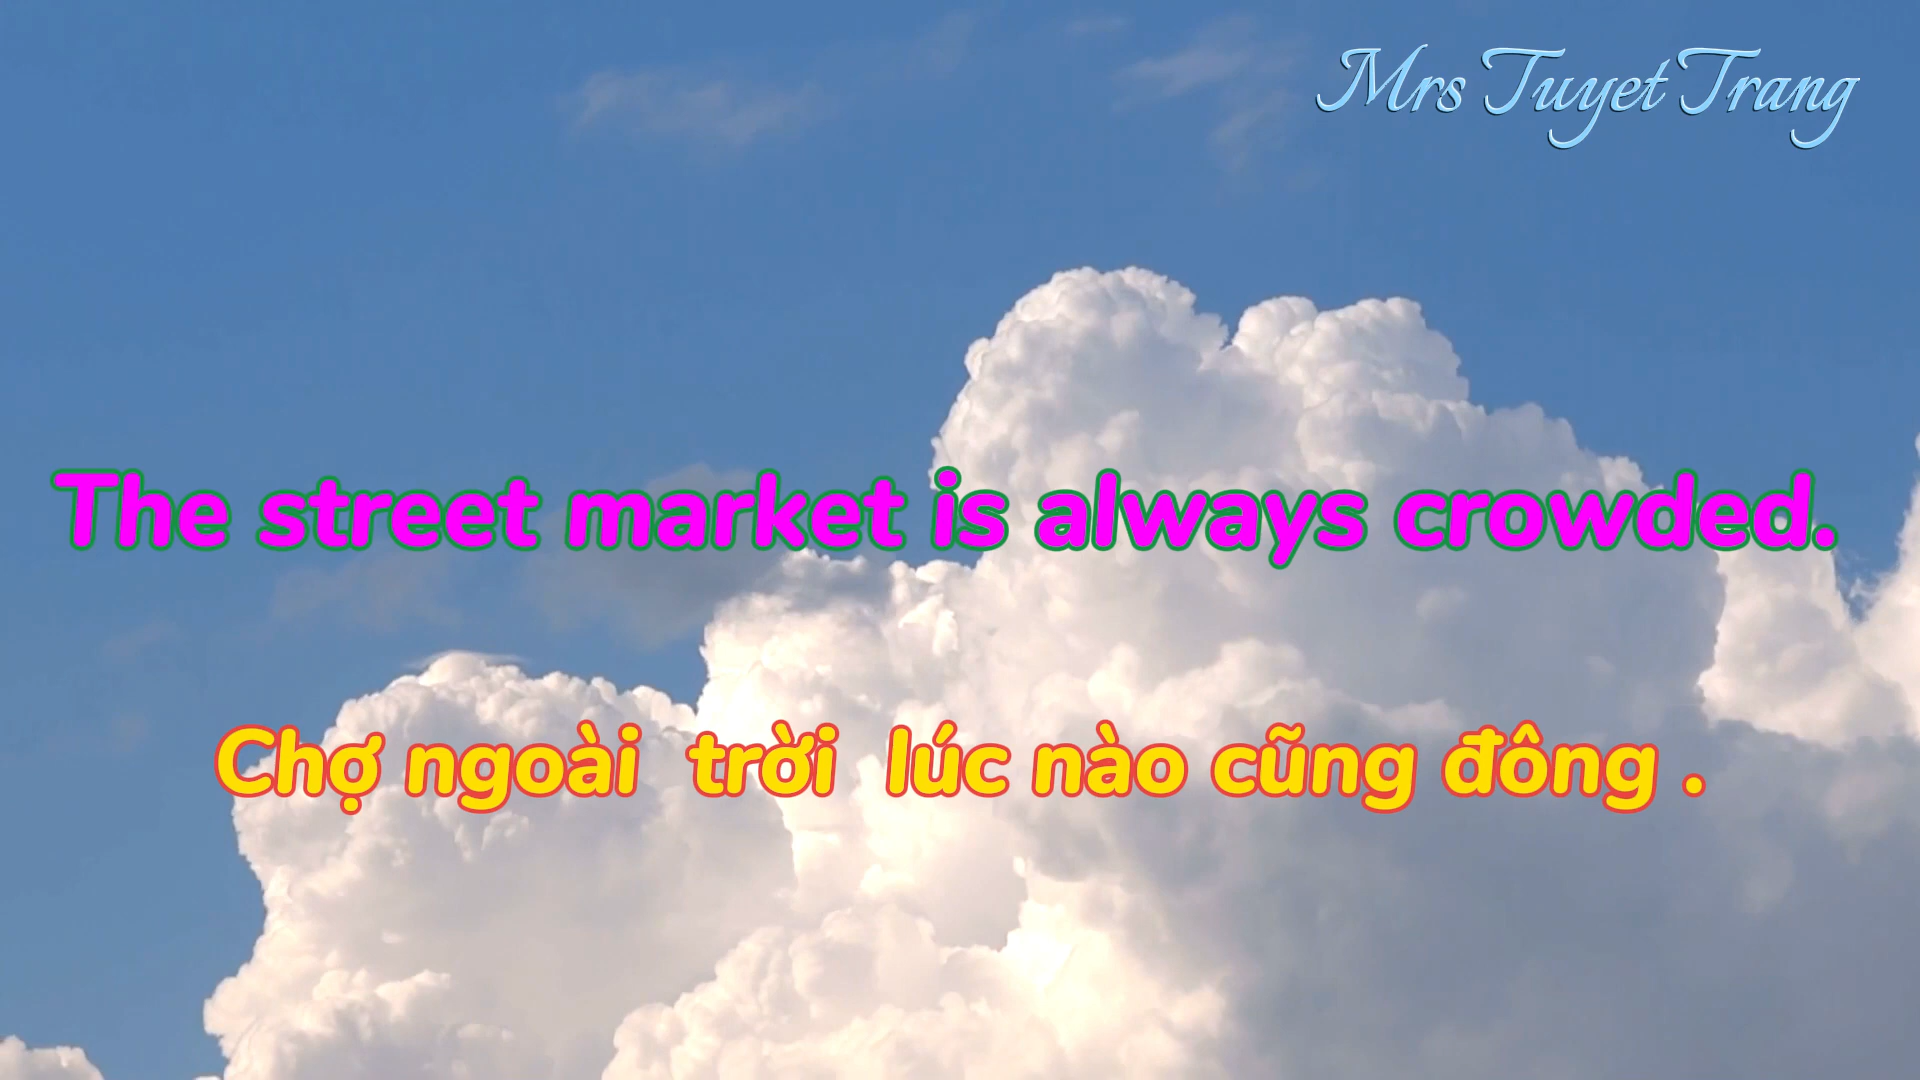 Mrs Tuyet Trang
The street market is always crowded.
Chợ ngoài  trời  lúc nào cũng đông .